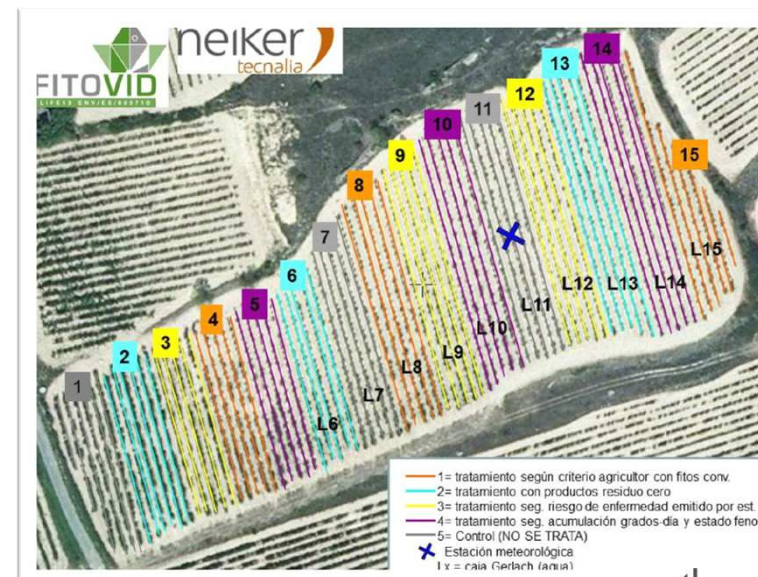 neiker
tecnalia
FITOVID
LIFE13 ENV/ES/000710
14
13
12
11
10
15
9
8
7
6
5
4
3
2
1
L15
L14
L13
L12
L11
L10
L9
L8
L7
L6
1= tratamiento según criterio agricultor con fitos conv.
2= tratamiento con productos residuo cero
3= tratamiento seg. riesgo de enfermedad emitido por est.
4= tratamiento seg. acumulación grados-día y estado feno
5= Control (NO SE TRATA)
Estación meteorológica
Lx = caja Gerlach (agua)